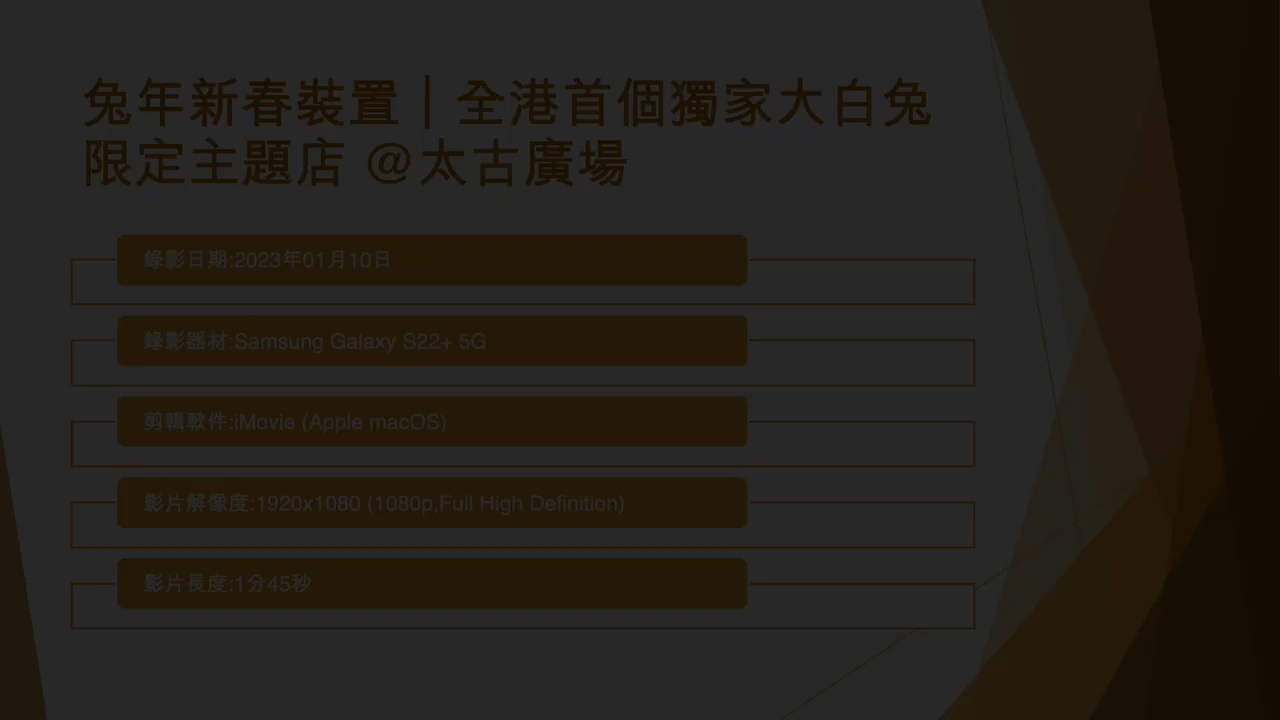 兔年新春裝置│全港首個獨家大白兔
限定主題店 @太古廣場
錄影日期:2023年01月10日
錄影器材:Samsung Galaxy S22+ 5G
剪輯軟件:iMovie (Apple macOS)
影片解像度:1920x1080 (1080p,Full High Definition)
影片長度:1分45秒